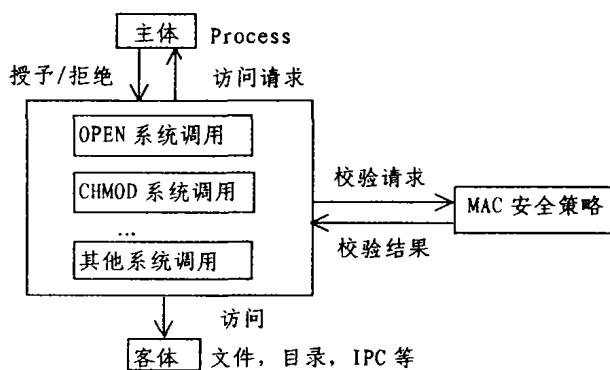 主体 Process
授予/拒绝 访问请求
OPEN 系统调用
CHMOD 系统调用
...
其他系统调用
校验请求
校验结果
MAC 安全策略
访问
客体 文件，目录，IPC 等